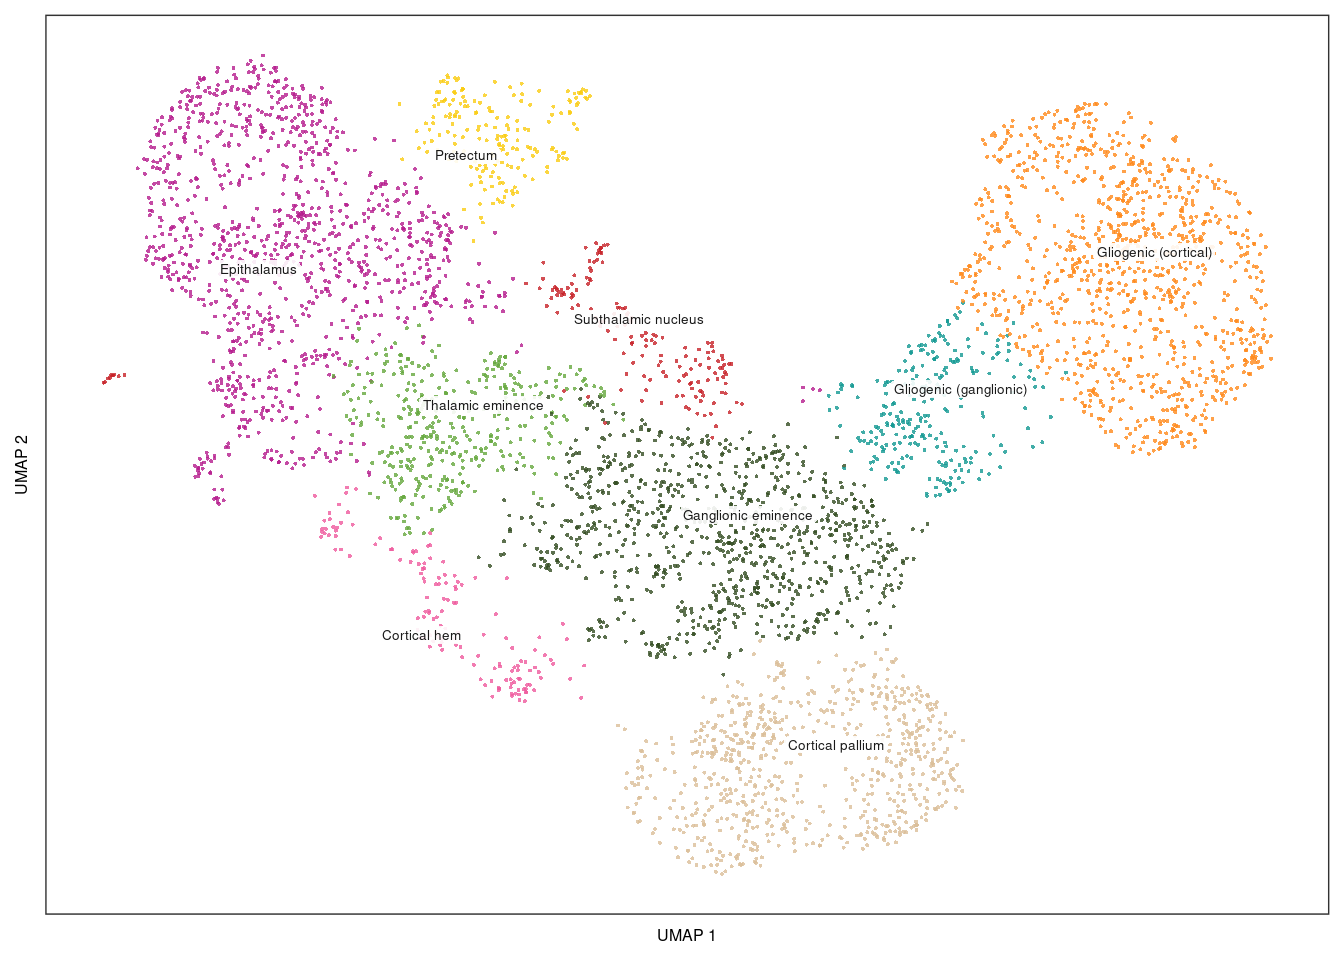 Pretectum
Gliogenic (cortical)
Epithalamus
Subthalamic nucleus
Gliogenic (ganglionic)
Thalamic eminence
Ganglionic eminence
Cortical hem
Cortical pallium
UMAP 2
UMAP 1